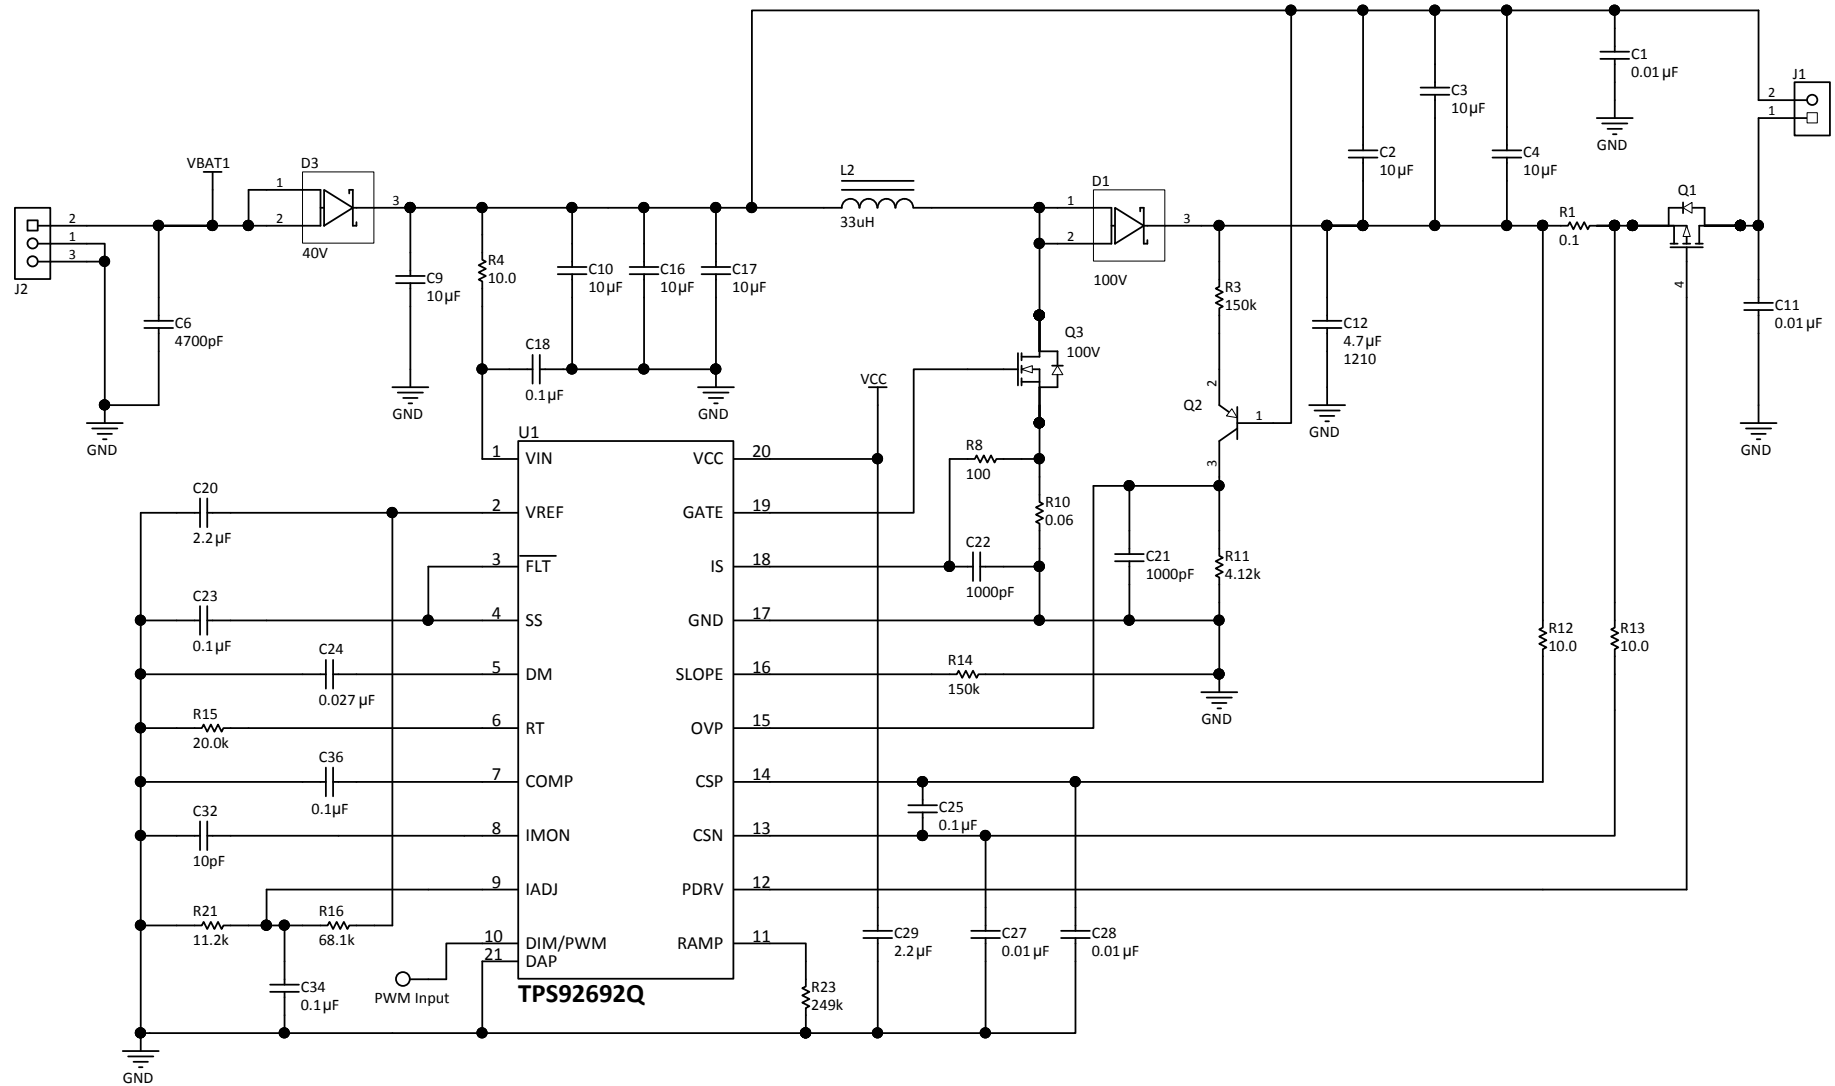 C1
0.01µF
GND
J1
2
1
C3
10µF
C2
10µF
C4
10µF
VBAT1
D3
1
2
3
40V
L2
33uH
D1
1
2
3
100V
R1
0.1
Q1
4
J2
2
1
3
C6
4700pF
GND
C9
10µF
GND
R4
10.0
C10
10µF
C16
10µF
C17
10µF
GND
C18
0.1µF
Q3
100V
R3
150k
C12
4.7µF
1210
GND
C11
0.01µF
GND
Q2
2
1
3
VCC
R8
100
R10
0.06
C22
1000pF
C21
1000pF
R11
4.12k
R14
150k
GND
R12
10.0
R13
10.0
C20
2.2µF
C23
0.1µF
C24
0.027µF
R15
20.0k
C36
0.1µF
C32
10pF
R21
11.2k
R16
68.1k
C34
0.1µF
GND
PWM Input
U1
1 VIN
2 VREF
3 FLT
4 SS
5 DM
6 RT
7 COMP
8 IMON
9 IADJ
10 DIM/PWM
21 DAP
VCC 20
GATE 19
IS 18
GND 17
SLOPE 16
OVP 15
CSP 14
CSN 13
PDRV 12
RAMP 11
TPS92692Q
C25
0.1µF
R23
249k
C29
2.2µF
C27
0.01µF
C28
0.01µF